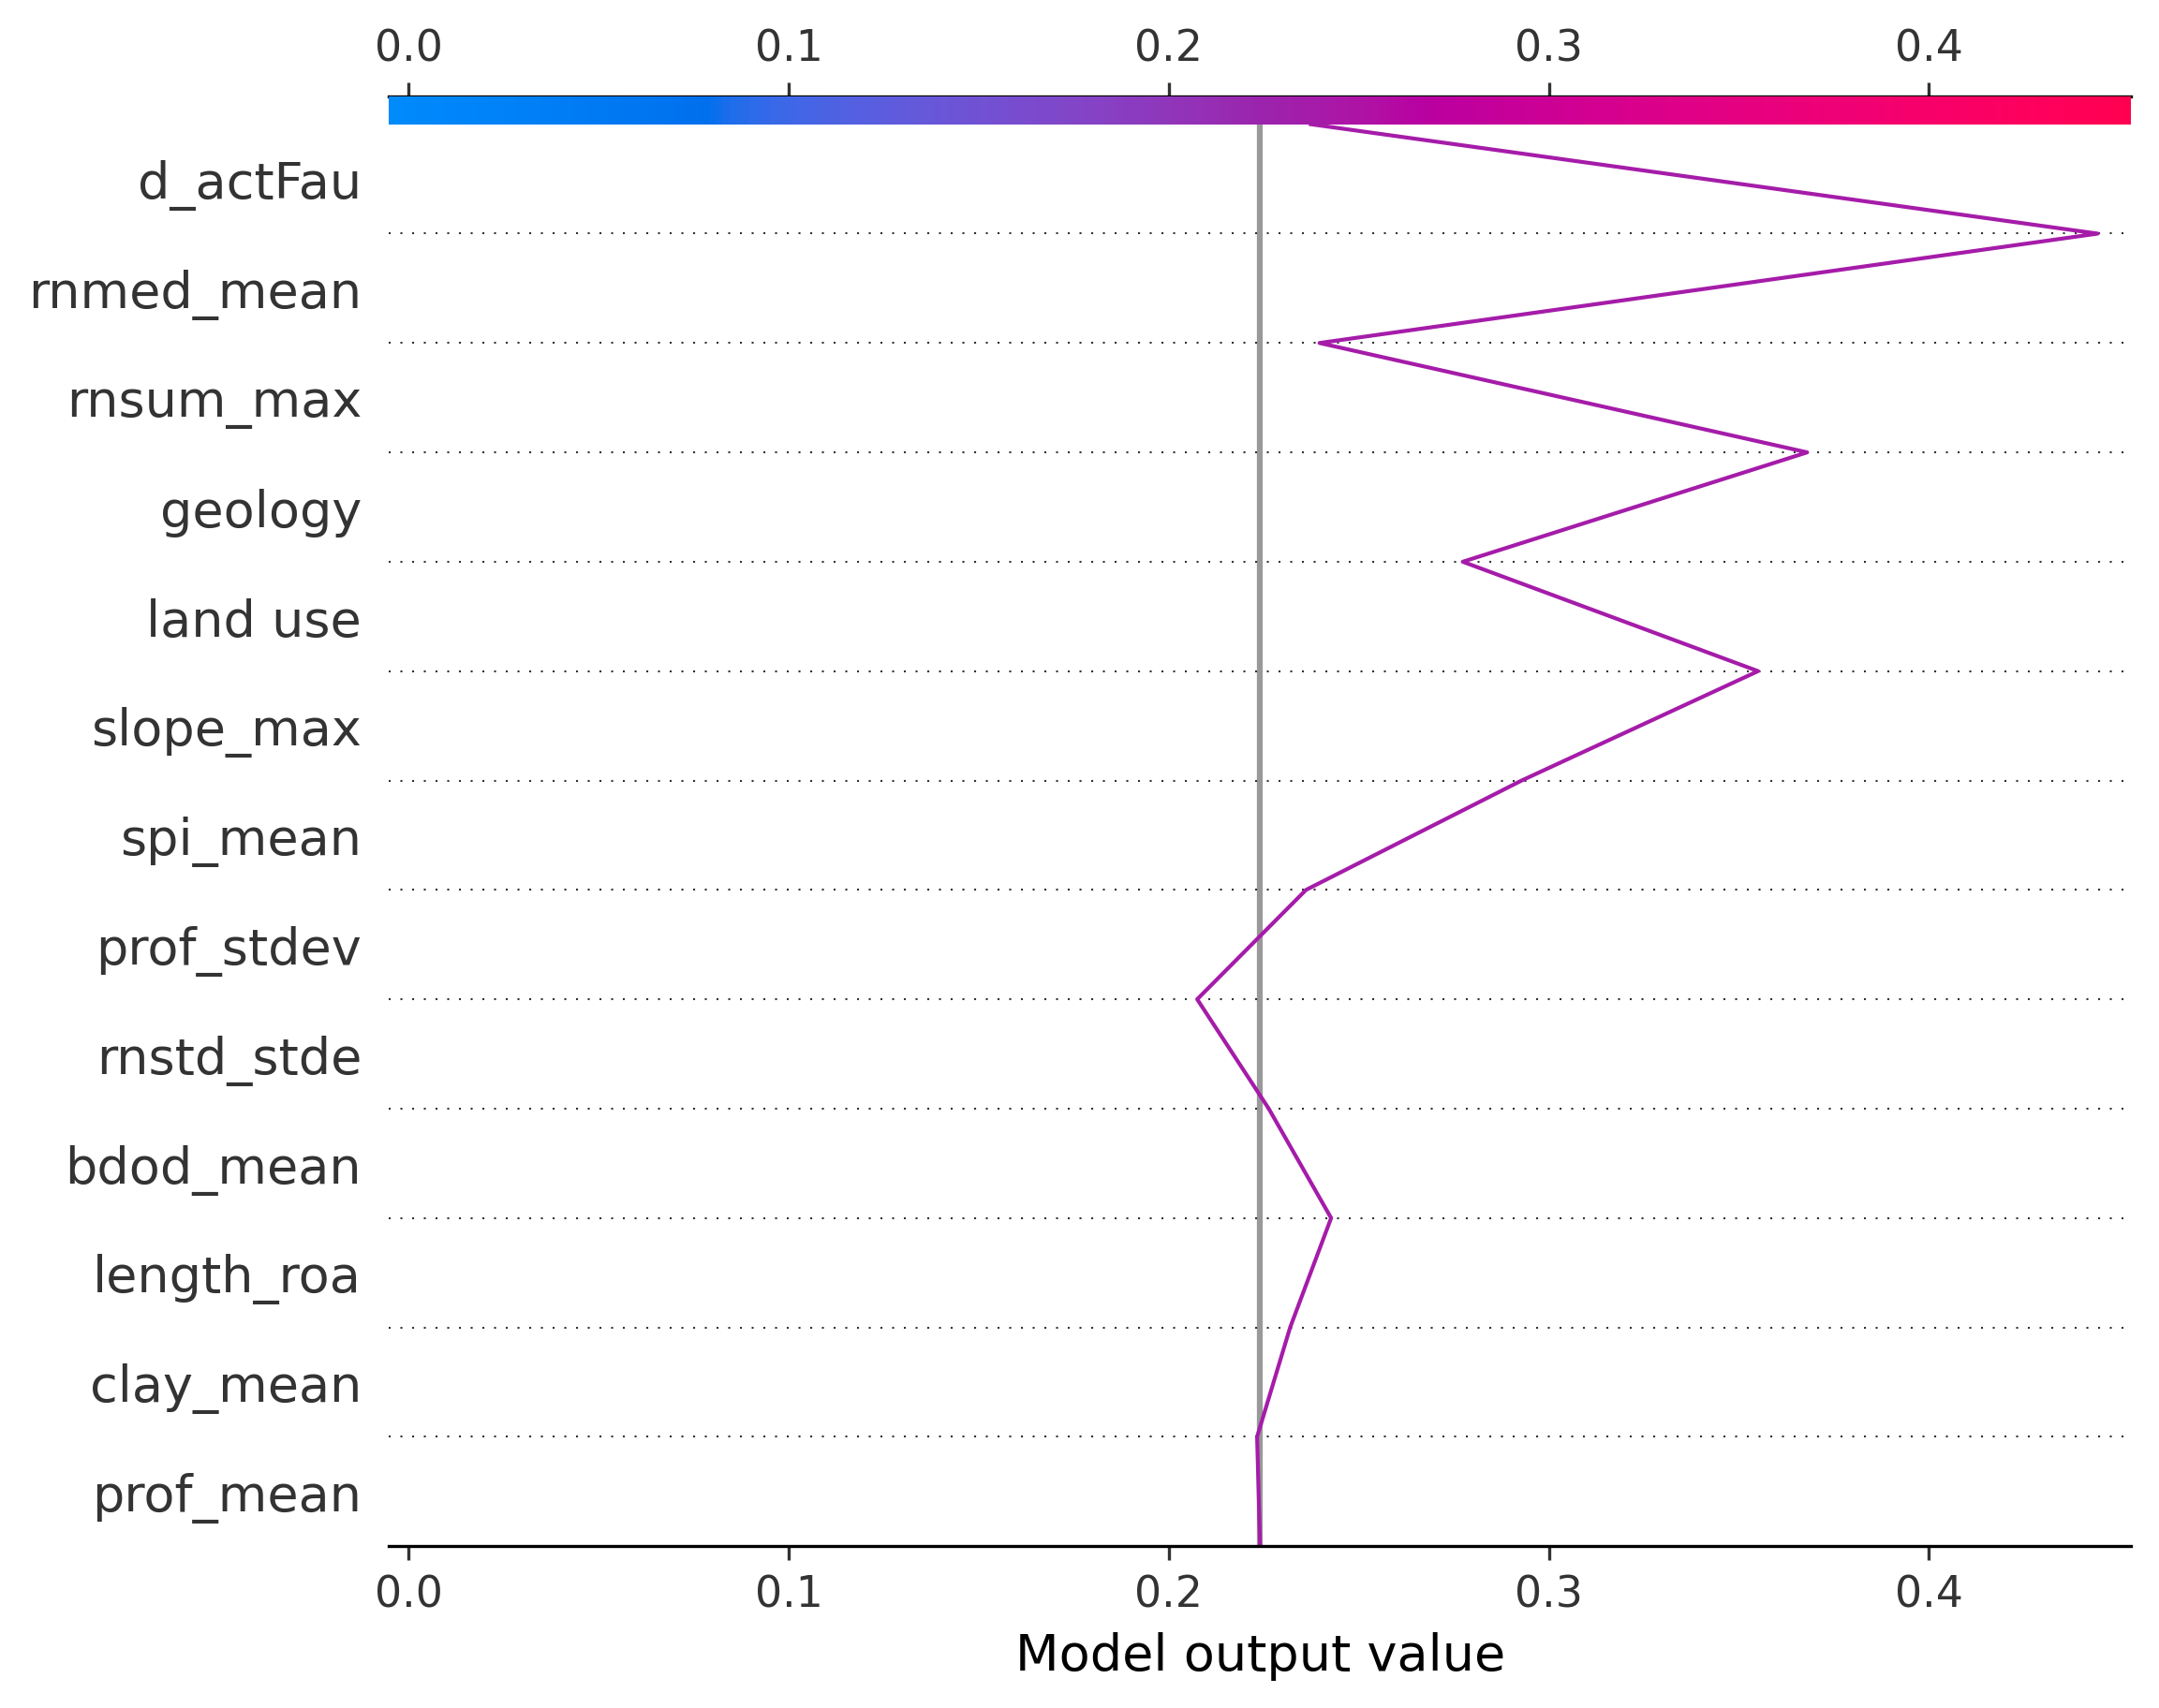 0.0 0.1 0.2 0.3 0.4
d_actFau
rnmed_mean
rnsum_max
geology
land use
slope_max
spi_mean
prof_stdev
rnstd_stde
bdod_mean
length_roa
clay_mean
prof_mean
0.0 0.1 0.2 0.3 0.4
Model output value